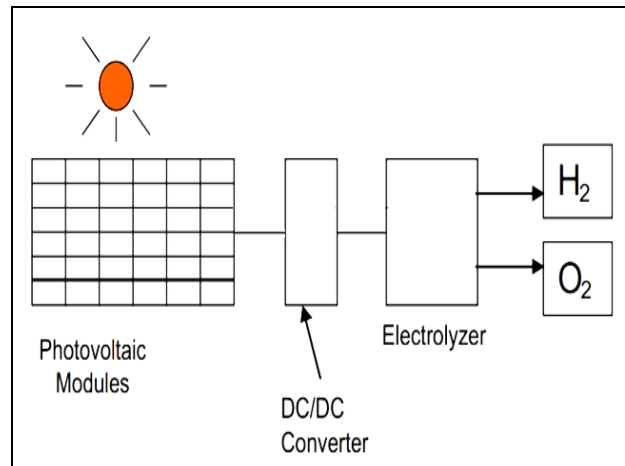 H₂
O₂
Photovoltaic
Modules
Electrolyzer
DC/DC
Converter